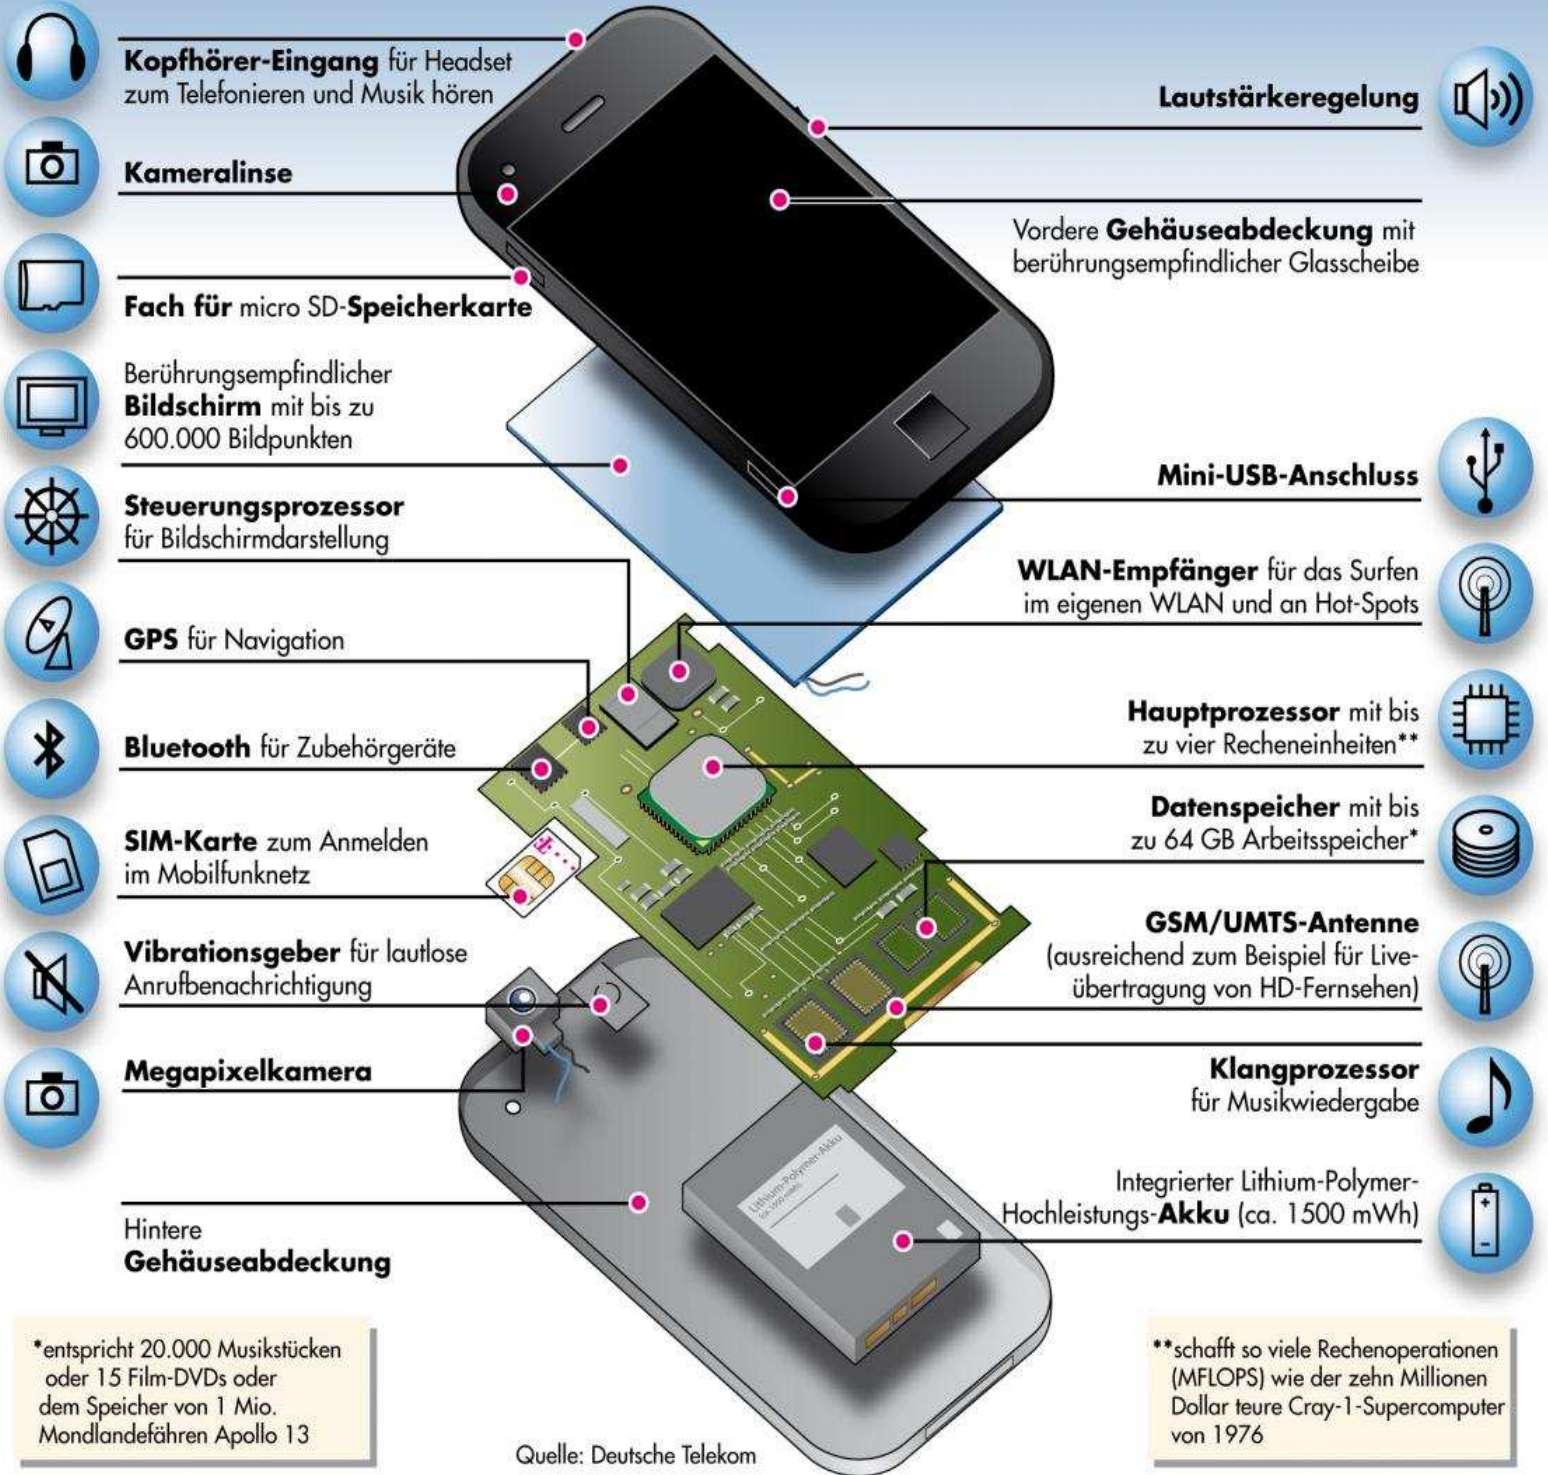 Kopfhörer-Eingang für Headset
zum Telefonieren und Musik hören
Kameralinse
Fach für micro SD-Speicherkarte
Berührungsempfindlicher
Bildschirm mit bis zu
600.000 Bildpunkten
Steuerungsprozessor
für Bildschirmdarstellung
GPS für Navigation
Bluetooth für Zubehörgeräte
SIM-Karte zum Anmelden
im Mobilfunknetz
Vibrationsgeber für lautlose
Anrufbenachrichtigung
Megapixelkamera
Hintere
Gehäuseabdeckung
Lautstärkeregelung
Vordere Gehäuseabdeckung mit
berührungsempfindlicher Glasscheibe
Mini-USB-Anschluss
WLAN-Empfänger für das Surfen
im eigenen WLAN und an Hot-Spots
Hauptprozessor mit bis
zu vier Recheneinheiten**
Datenspeicher mit bis
zu 64 GB Arbeitsspeicher*
GSM/UMTS-Antenne
(ausreichend zum Beispiel für Live-
übertragung von HD-Fernsehen)
Klangprozessor
für Musikwiedergabe
Integrierter Lithium-Polymer-
Hochleistungs-Akku (ca. 1500 mWh)
Lithium-Polymer-Akku
(ca. 1500 mWh)
*entspricht 20.000 Musikstücken
oder 15 Film-DVDs oder
dem Speicher von 1 Mio.
Mondlandefähren Apollo 13
Quelle: Deutsche Telekom
**schafft so viele Rechenoperationen
(MFLOPS) wie der zehn Millionen
Dollar teure Cray-1-Supercomputer
von 1976